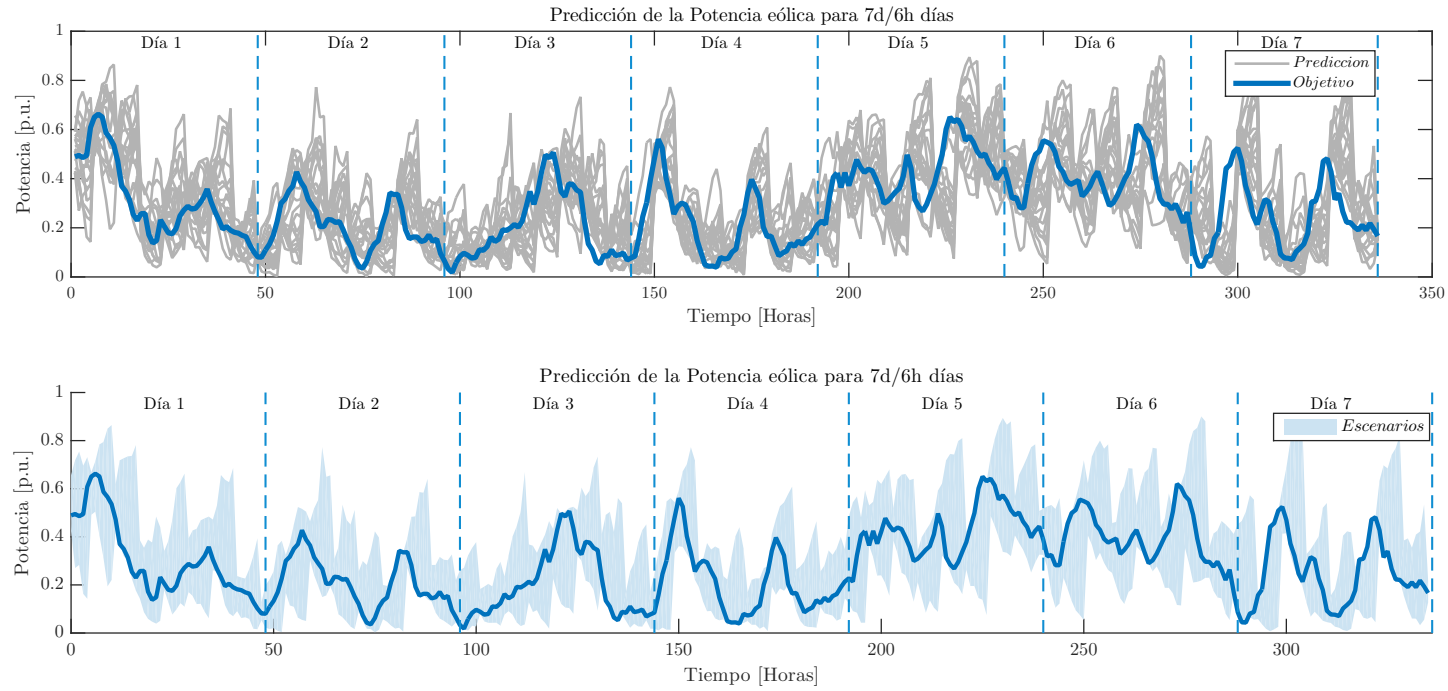 Predicción de la Potencia eólica para 7d/6h días
Día 1 Día 2 Día 3 Día 4 Día 5 Día 6 Día 7
Prediccion
Objetivo
Potencia [p.u.]
1
0.8
0.6
0.4
0.2
0
0 50 100 150 200 250 300 350
Tiempo [Horas]
Predicción de la Potencia eólica para 7d/6h días
Día 1 Día 2 Día 3 Día 4 Día 5 Día 6 Día 7
Escenarios
Potencia [p.u.]
1
0.8
0.6
0.4
0.2
0
0 50 100 150 200 250 300
Tiempo [Horas]